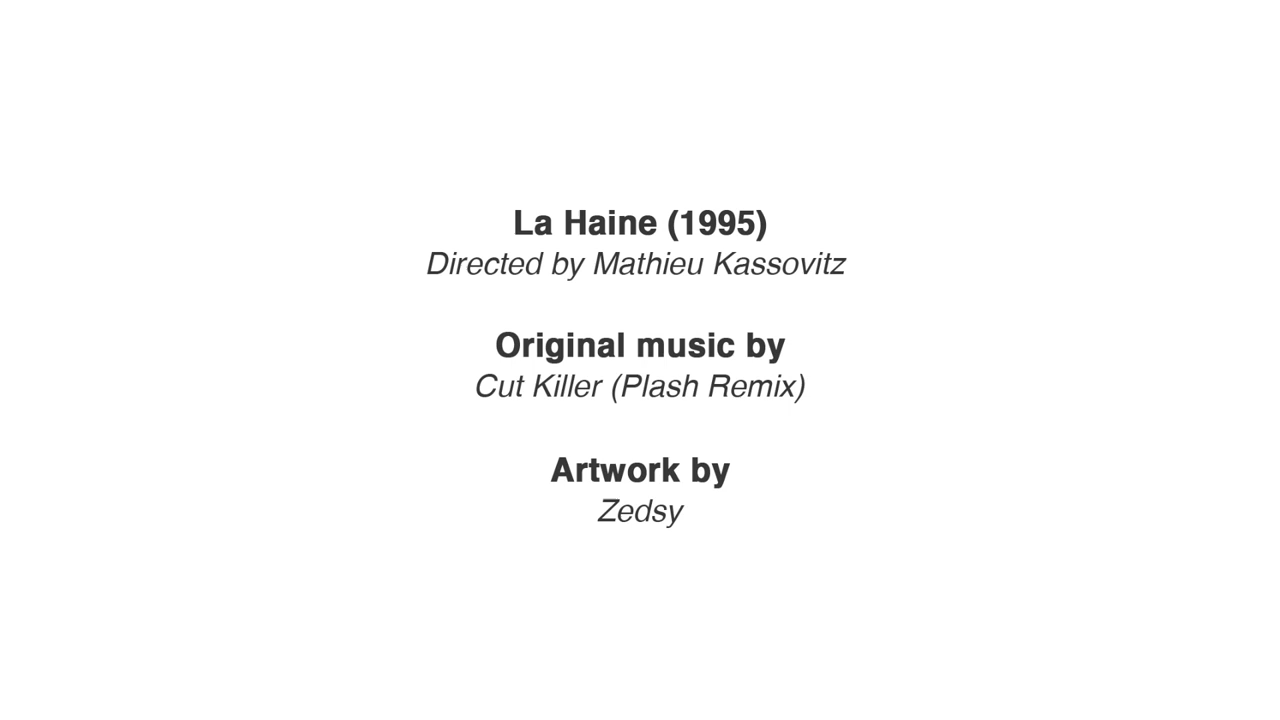 La Haine (1995)
Directed by Mathieu Kassovitz
Original music by
Cut Killer (Plash Remix)
Artwork by
Zedsy